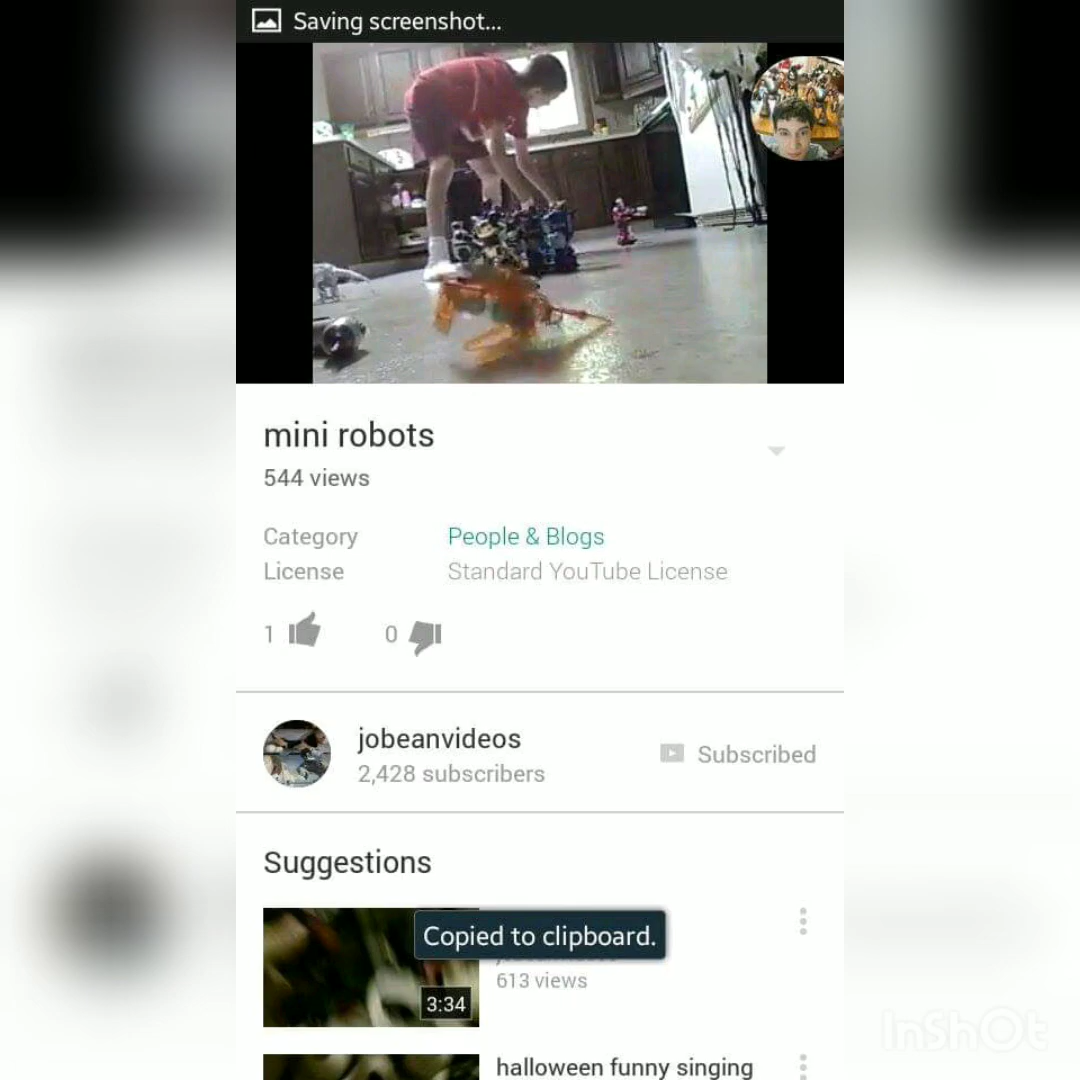 Saving screenshot...
mini robots
544 views
Category People & Blogs
License Standard YouTube License
1 0
jobeanvideos
2,428 subscribers
Subscribed
Suggestions
Copied to clipboard.
613 views
3:34
halloween funny singing
InShOt